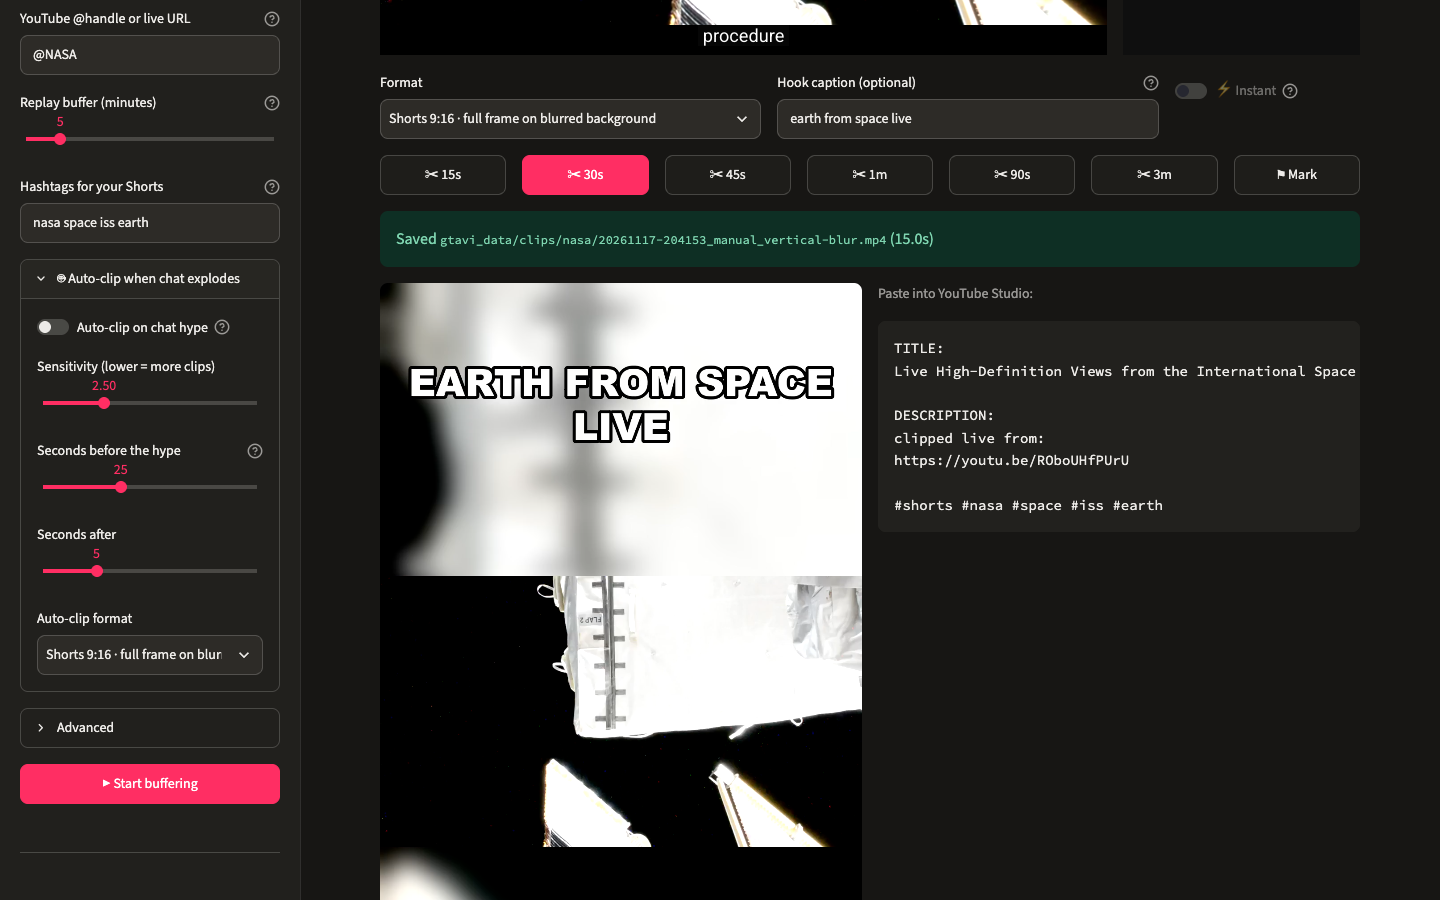 YouTube @handle or live URL
@NASA
Replay buffer (minutes)
5
Hashtags for your Shorts
nasa space iss earth
Auto-clip when chat explodes
Auto-clip on chat hype
Sensitivity (lower = more clips)
2.50
Seconds before the hype
25
Seconds after
5
Auto-clip format
Shorts 9:16 · full frame on blur
Advanced
Start buffering
procedure
Format
Shorts 9:16 · full frame on blurred background
Hook caption (optional)
earth from space live
Instant
15s
30s
45s
1m
90s
3m
Mark
Saved gtavi_data/clips/nasa/20261117-204153_manual_vertical-blur.mp4 (15.0s)
EARTH FROM SPACE
LIVE
FLAP 2
Paste into YouTube Studio:
TITLE:
Live High-Definition Views from the International Space
DESCRIPTION:
clipped live from:
https://youtu.be/ROboUHfPUrU
#shorts #nasa #space #iss #earth